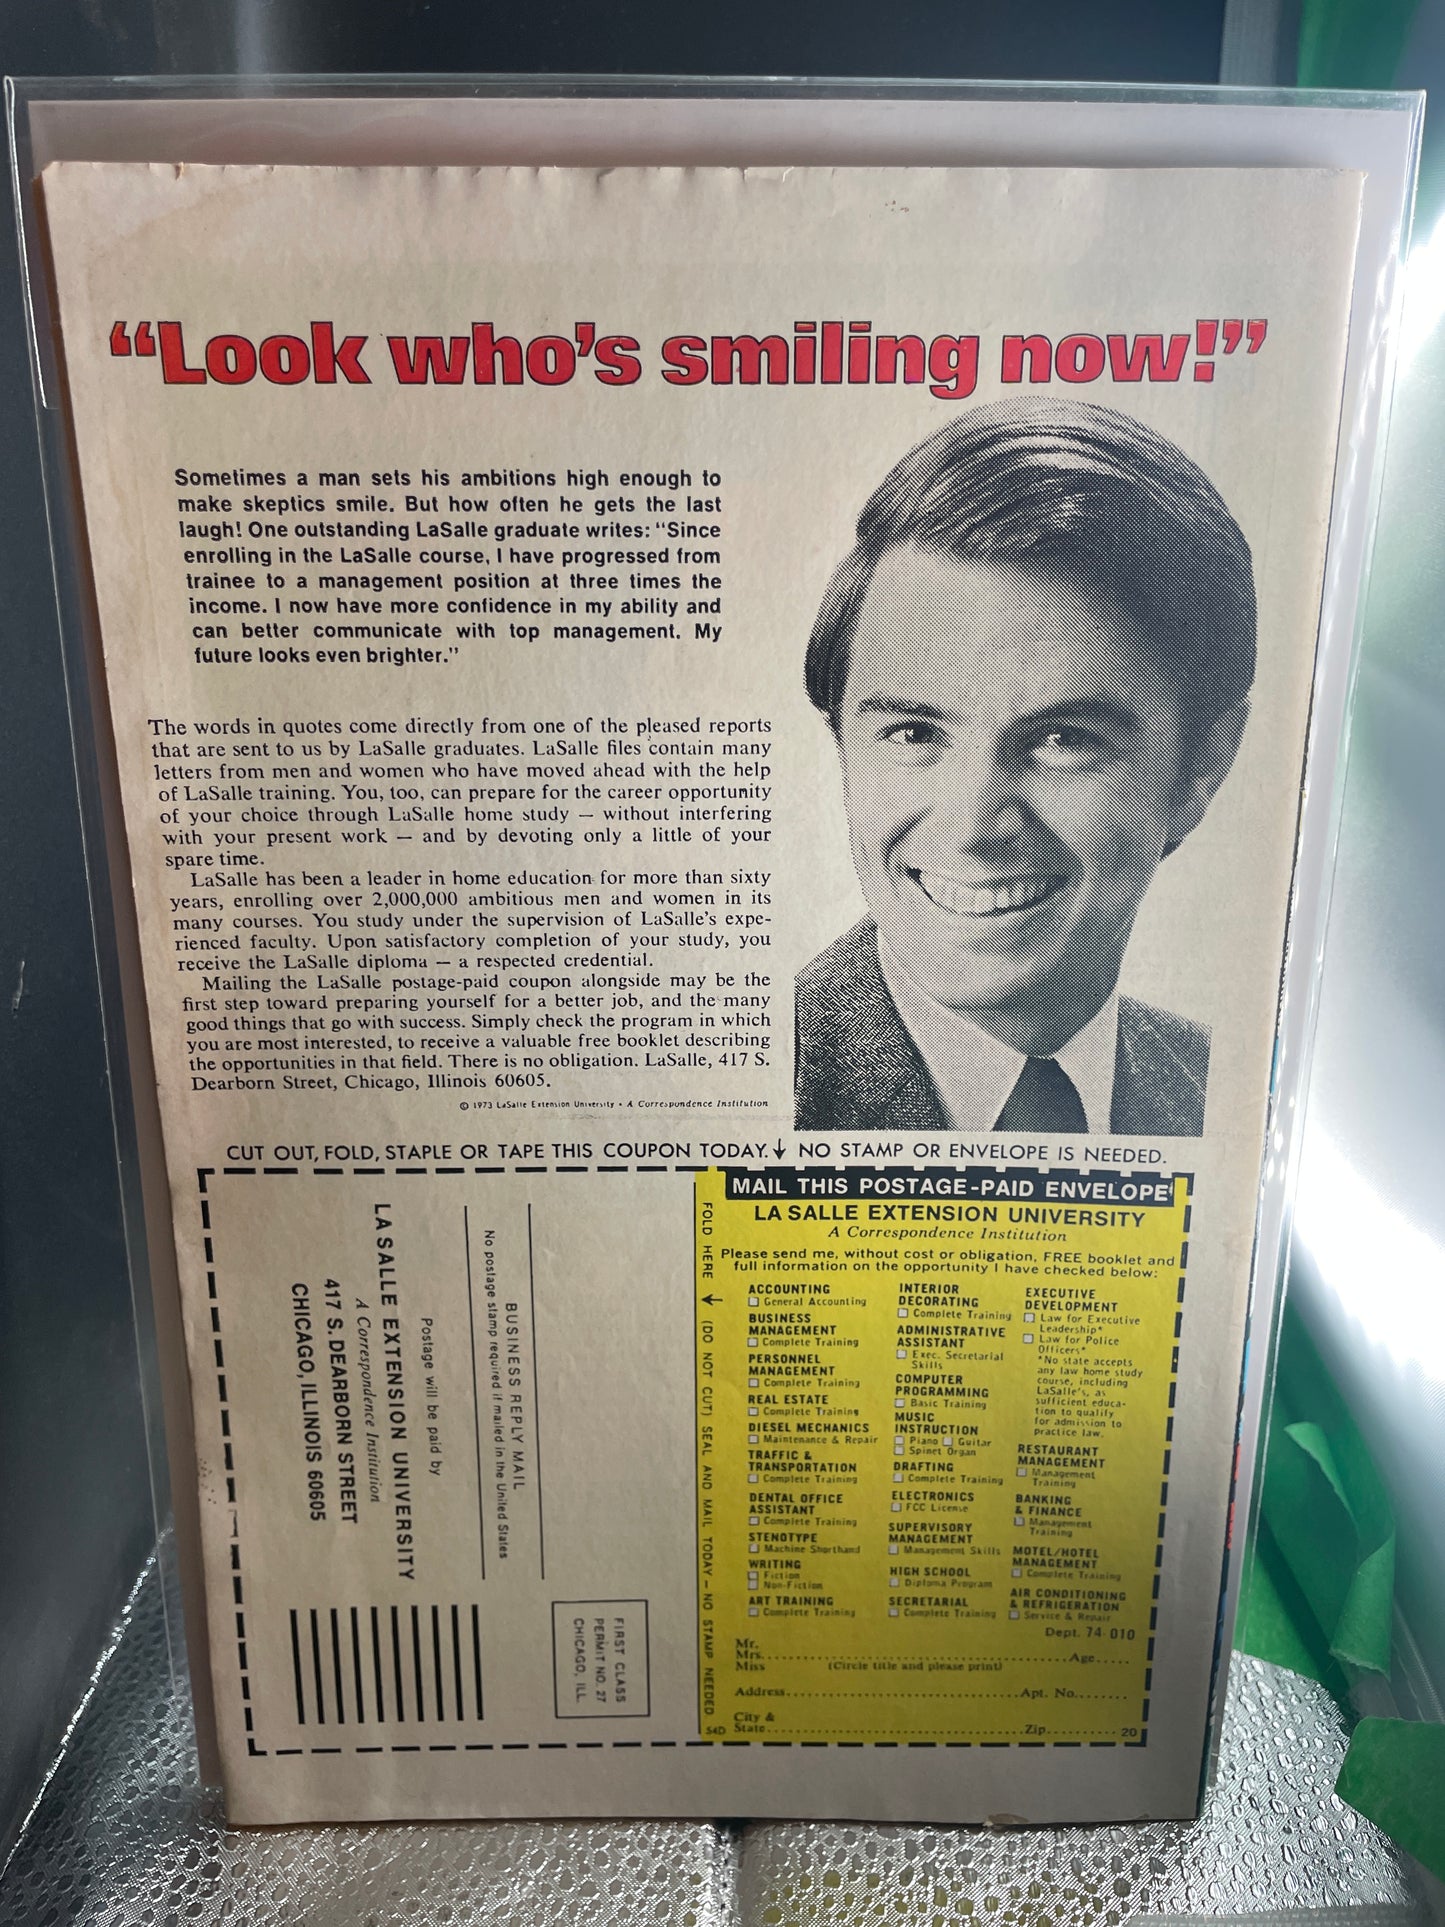 “Look who’s smiling now!”
Sometimes a man sets his ambitions high enough to
make skeptics smile. But how often he gets the last
laugh! One outstanding LaSalle graduate writes: “Since
enrolling in the LaSalle course, I have progressed from
trainee to a management position at three times the
income. I now have more confidence in my ability and
can better communicate with top management. My
future looks even brighter.”
The words in quotes come directly from one of the pleased reports
that are sent to us by LaSalle graduates. LaSalle files contain many
letters from men and women who have moved ahead with the help
of LaSalle training. You, too, can prepare for the career opportunity
of your choice through LaSalle home study — without interfering
with your present work — and by devoting only a little of your
spare time.
LaSalle has been a leader in home education for more than sixty
years, enrolling over 2,000,000 ambitious men and women in its
many courses. You study under the supervision of LaSalle’s expe-
rienced faculty. Upon satisfactory completion of your study, you
receive the LaSalle diploma — a respected credential.
Mailing the LaSalle postage-paid coupon alongside may be the
first step toward preparing yourself for a better job, and the many
good things that go with success. Simply check the program in which
you are most interested, to receive a valuable free booklet describing
the opportunities in that field. There is no obligation. LaSalle, 417 S.
Dearborn Street, Chicago, Illinois 60605.
© 1973 LaSalle Extension University • A Correspondence Institution
CUT OUT, FOLD, STAPLE OR TAPE THIS COUPON TODAY. ↓ NO STAMP OR ENVELOPE IS NEEDED.
FIRST CLASS
PERMIT NO. 27
CHICAGO, ILL.
BUSINESS REPLY MAIL
No postage stamp required if mailed in the United States
Postage will be paid by
LA SALLE EXTENSION UNIVERSITY
A Correspondence Institution
417 S. DEARBORN STREET
CHICAGO, ILLINOIS 60605
FOLD HERE ↓ (DO NOT CUT) SEAL AND MAIL TODAY — NO STAMP NEEDED
54D
MAIL THIS POSTAGE-PAID ENVELOPE
LA SALLE EXTENSION UNIVERSITY
A Correspondence Institution
Please send me, without cost or obligation, FREE booklet and
full information on the opportunity I have checked below:
ACCOUNTING
General Accounting
BUSINESS
MANAGEMENT
Complete Training
PERSONNEL
MANAGEMENT
Complete Training
REAL ESTATE
Complete Training
DIESEL MECHANICS
Maintenance & Repair
TRAFFIC &
TRANSPORTATION
Complete Training
DENTAL OFFICE
ASSISTANT
Complete Training
STENOTYPE
Machine Shorthand
WRITING
Fiction
Non-Fiction
ART TRAINING
Complete Training
INTERIOR
DECORATING
Complete Training
ADMINISTRATIVE
ASSISTANT
Exec. Secretarial
Skills
COMPUTER
PROGRAMMING
Basic Training
MUSIC
INSTRUCTION
Piano Guitar
Spinet Organ
DRAFTING
Complete Training
ELECTRONICS
FCC License
SUPERVISORY
MANAGEMENT
Management Skills
HIGH SCHOOL
Diploma Program
SECRETARIAL
Complete Training
EXECUTIVE
DEVELOPMENT
Law for Executive
Leadership*
Law for Police
Officers*
*No state accepts
any law home study
course, including
LaSalle’s, as
sufficient educa-
tion to qualify
for admission to
practice law.
RESTAURANT
MANAGEMENT
Management
Training
BANKING
& FINANCE
Management
Training
MOTEL/HOTEL
MANAGEMENT
Complete Training
AIR CONDITIONING
& REFRIGERATION
Service & Repair
Dept. 74-010
Mr.
Mrs. Age
Miss (Circle title and please print)
Address Apt. No.
City &
State Zip 20